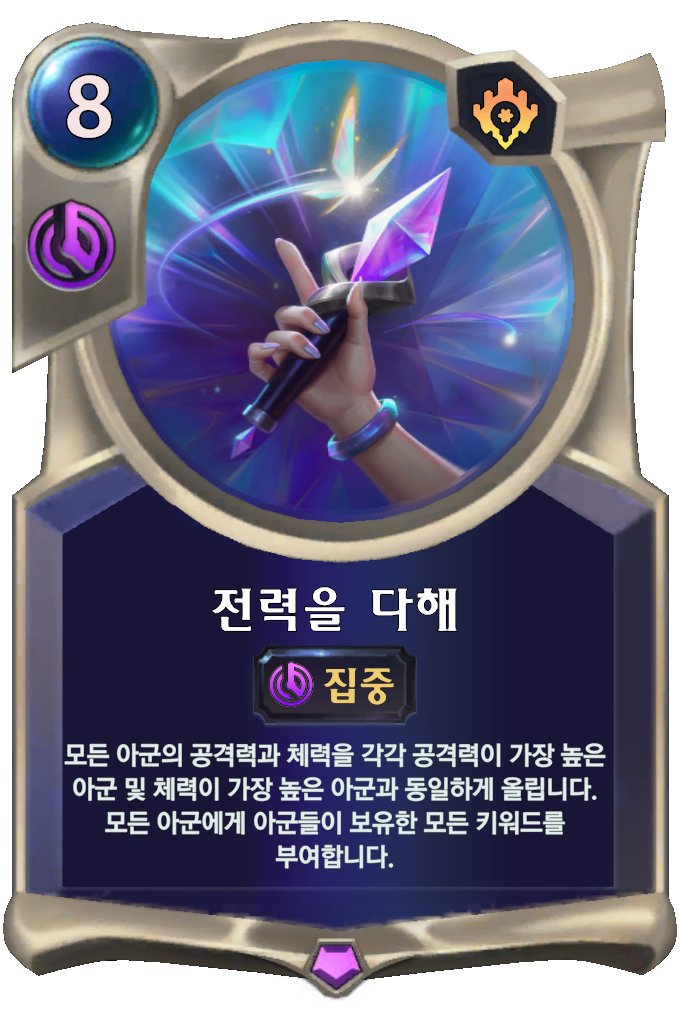 8
전력을 다해
집중
모든 아군의 공격력과 체력을 각각 공격력이 가장 높은
아군 및 체력이 가장 높은 아군과 동일하게 올립니다.
모든 아군에게 아군들이 보유한 모든 키워드를
부여합니다.